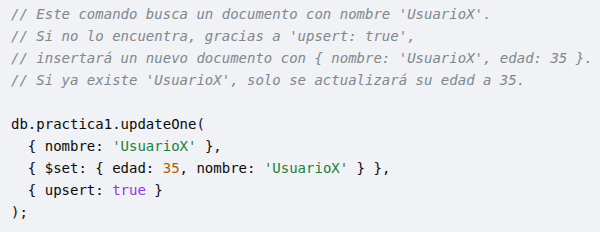 // Este comando busca un documento con nombre 'UsuarioX'.
// Si no lo encuentra, gracias a 'upsert: true',
// insertará un nuevo documento con { nombre: 'UsuarioX', edad: 35 }.
// Si ya existe 'UsuarioX', solo se actualizará su edad a 35.

db.practica1.updateOne(
  { nombre: 'UsuarioX' },
  { $set: { edad: 35, nombre: 'UsuarioX' } },
  { upsert: true }
);